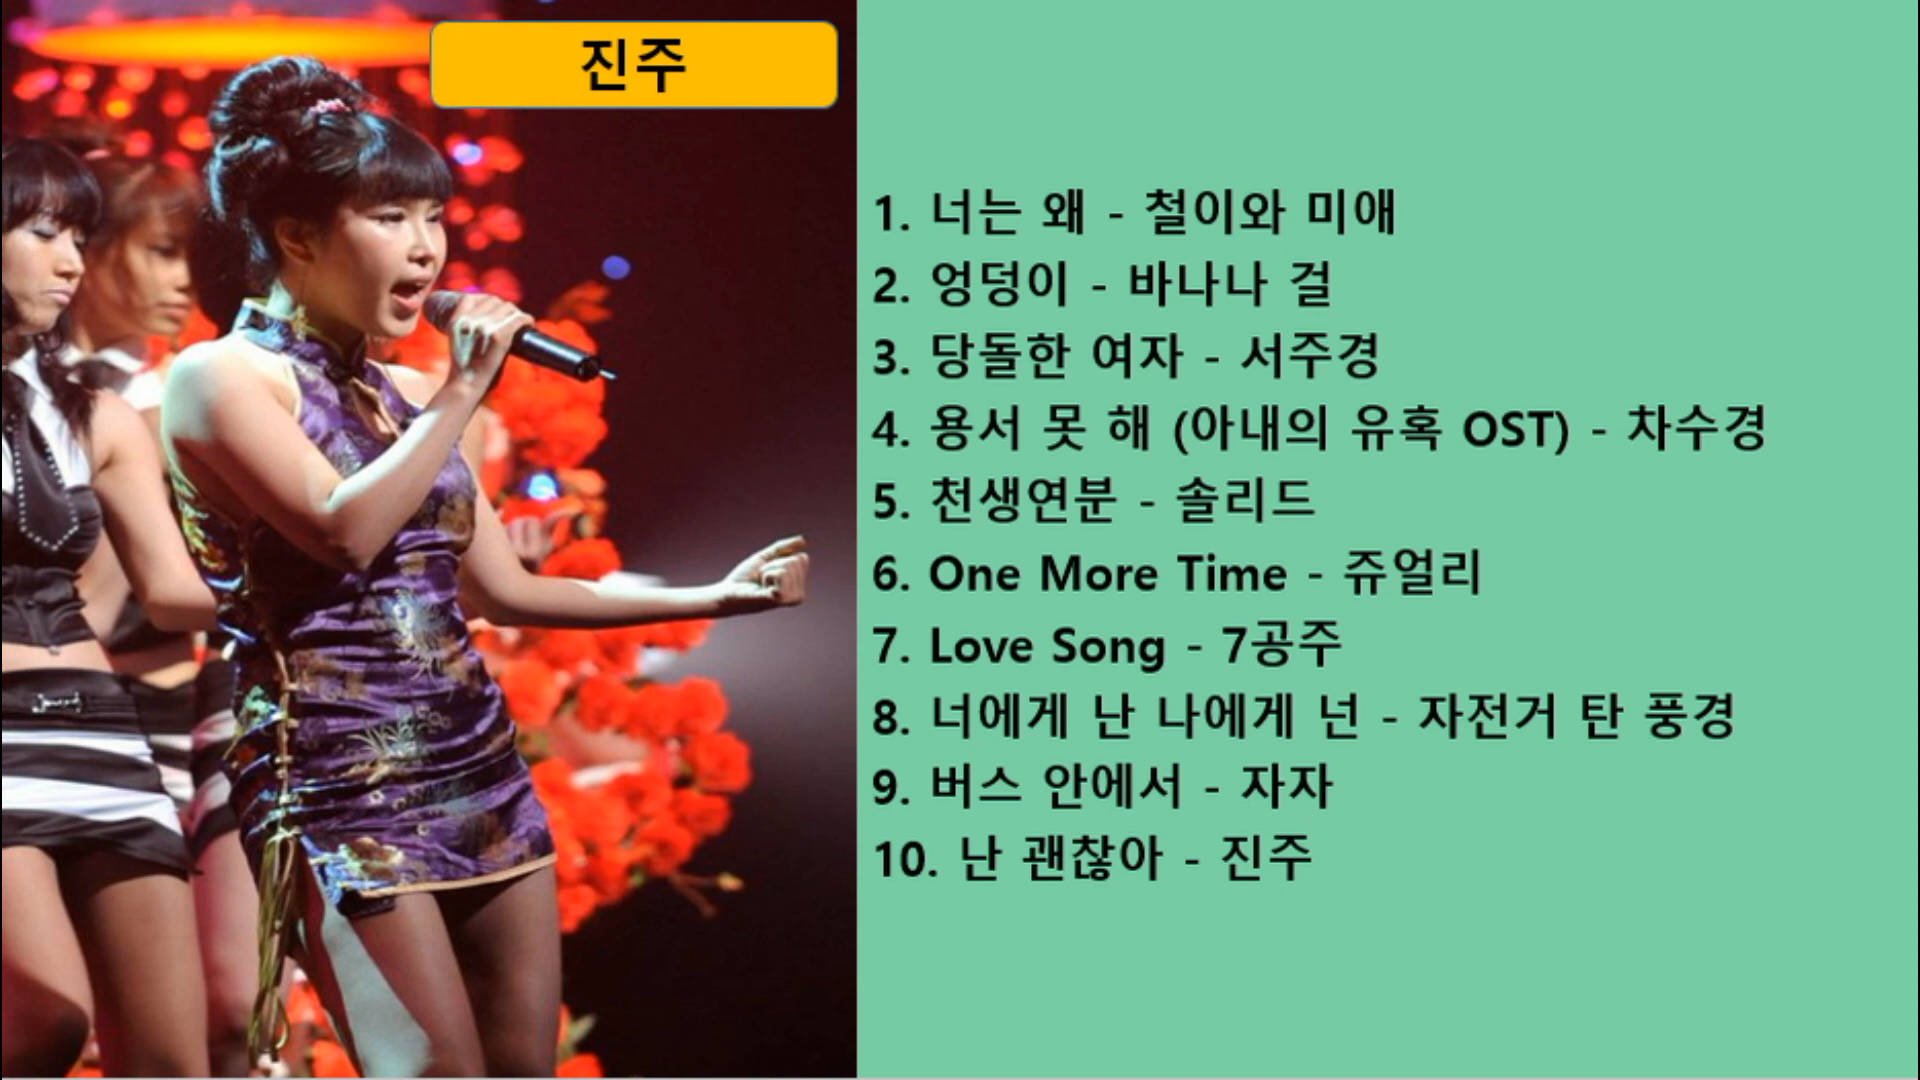 진주
1. 너는 왜 - 철이와 미애
2. 엉덩이 - 바나나 걸
3. 당돌한 여자 - 서주경
4. 용서 못 해 (아내의 유혹 OST) - 차수경
5. 천생연분 - 솔리드
6. One More Time - 쥬얼리
7. Love Song - 7공주
8. 너에게 난 나에게 넌 - 자전거 탄 풍경
9. 버스 안에서 - 자자
10. 난 괜찮아 - 진주